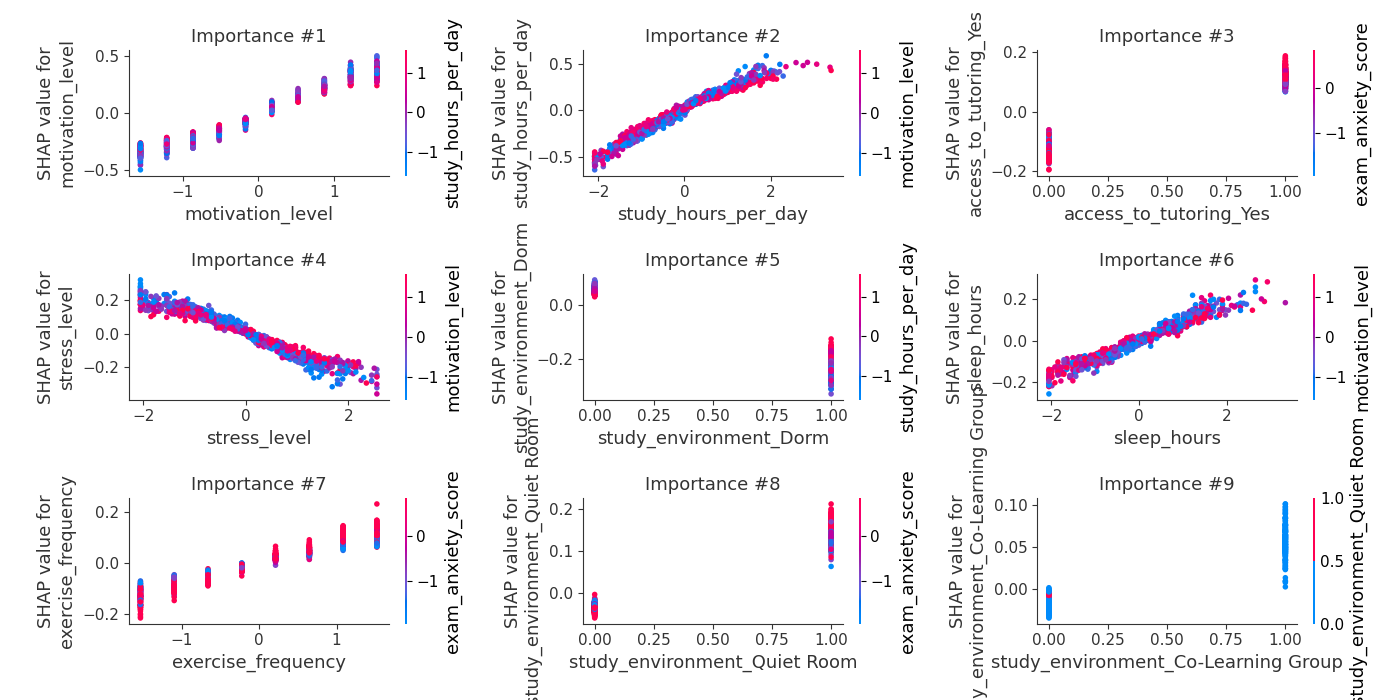 Importance #1
SHAP value for
motivation_level
0.5
0.0
−0.5
−1
0
1
motivation_level
1
0
−1
study_hours_per_day
Importance #2
SHAP value for
study_hours_per_day
0.5
0.0
−0.5
−2
0
2
study_hours_per_day
1
0
−1
motivation_level
Importance #3
SHAP value for
access_to_tutoring_Yes
0.2
0.0
−0.2
0.00
0.25
0.50
0.75
1.00
access_to_tutoring_Yes
0
−1
exam_anxiety_score
Importance #4
SHAP value for
stress_level
0.2
0.0
−0.2
−2
0
2
stress_level
1
0
−1
motivation_level
Importance #5
SHAP value for
study_environment_Dorm
0.0
−0.2
0.00
0.25
0.50
0.75
1.00
study_environment_Dorm
1
0
−1
study_hours_per_day
Importance #6
SHAP value for
sleep_hours
0.2
0.0
−0.2
−2
0
2
sleep_hours
1
0
−1
motivation_level
Importance #7
SHAP value for
exercise_frequency
0.2
0.0
−0.2
−1
0
1
exercise_frequency
0
−1
exam_anxiety_score
Importance #8
SHAP value for
study_environment_Quiet Room
0.2
0.1
0.0
0.00
0.25
0.50
0.75
1.00
study_environment_Quiet Room
0
−1
exam_anxiety_score
Importance #9
SHAP value for
y_environment_Co-Learning Group
0.10
0.05
0.00
0.00
0.25
0.50
0.75
1.00
study_environment_Co-Learning Group
1.0
0.5
0.0
study_environment_Quiet Room